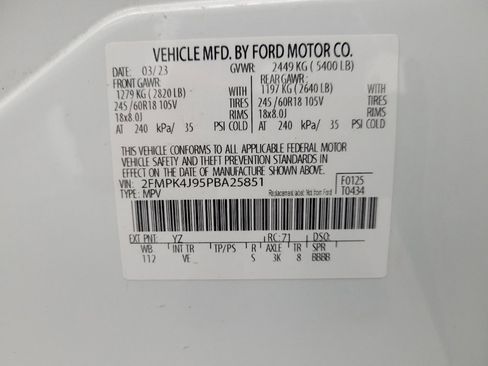 VEHICLE MFD. BY FORD MOTOR CO.
DATE: 03/23 GVWR: 2449 KG ( 5400 LB)
FRONT GAWR: REAR GAWR:
1279 KG ( 2820 LB) WITH 1197 KG ( 2640 LB) WITH
245 /60R18 105V TIRES 245 /60R18 105V TIRES
18x8.0J RIMS 18x8.0J RIMS
AT 240 kPa/ 35 PSI COLD AT 240 kPa/ 35 PSI COLD
THIS VEHICLE CONFORMS TO ALL APPLICABLE FEDERAL MOTOR
VEHICLE SAFETY AND THEFT PREVENTION STANDARDS IN
EFFECT ON THE DATE OF MANUFACTURE SHOWN ABOVE.
VIN: 2FMPK4J95PBA25851 F0125
TYPE: MPV Replacement label: Not from Ford T0434
EXT PNT: YZ RC: 71 DSO:
WB INT TR TP/PS R AXLE TR SPR
112 VE S 3K 8 BBBB